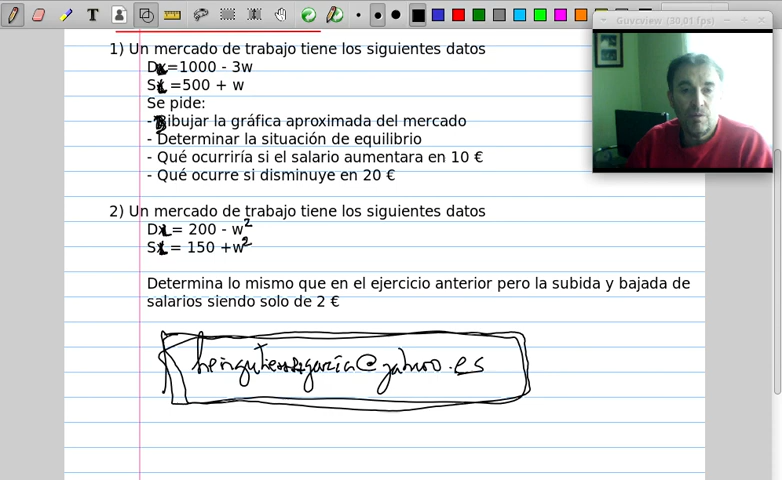 Guvcview (30,01 fps)
1) Un mercado de trabajo tiene los siguientes datos
DL=1000 - 3w
SL =500 + w
Se pide:
- Dibujar la gráfica aproximada del mercado
- Determinar la situación de equilibrio
- Qué ocurriría si el salario aumentara en 10 €
- Qué ocurre si disminuye en 20 €
2) Un mercado de trabajo tiene los siguientes datos
DL = 200 - w²
SL = 150 +w²
Determina lo mismo que en el ejercicio anterior pero la subida y bajada de
salarios siendo solo de 2 €
@yahoo.es